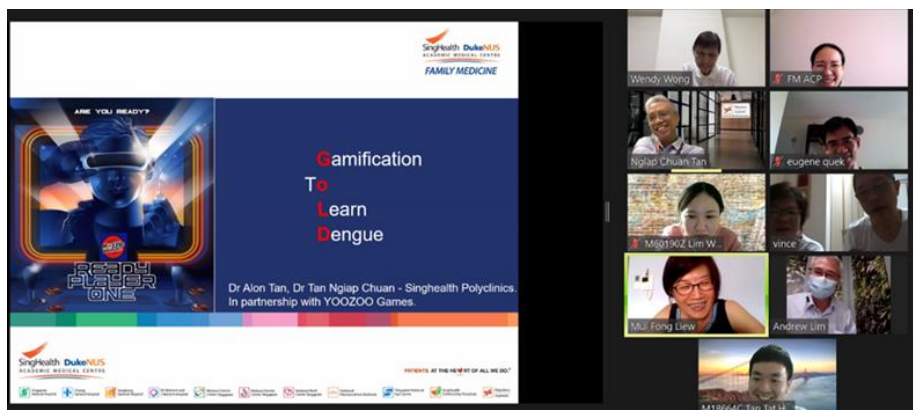 SingHealth DukeNUS
ACADEMIC MEDICAL CENTRE
FAMILY MEDICINE
ARE YOU READY?
READY
PLAYER
ONE
Gamification
To
Learn
Dengue
Dr Alon Tan, Dr Tan Ngiap Chuan - Singhealth Polyclinics.
In partnership with YOOZOO Games.
SingHealth DukeNUS
ACADEMIC MEDICAL CENTRE
PATIENTS. AT THE HEART OF ALL WE DO.
Wendy Wong
FM ACP
Ngiap Chuan Tan
eugene quek
M60190Z Lim W...
vince
Mui Fong Liew
Andrew Lim
M18664C Tan Tat H...